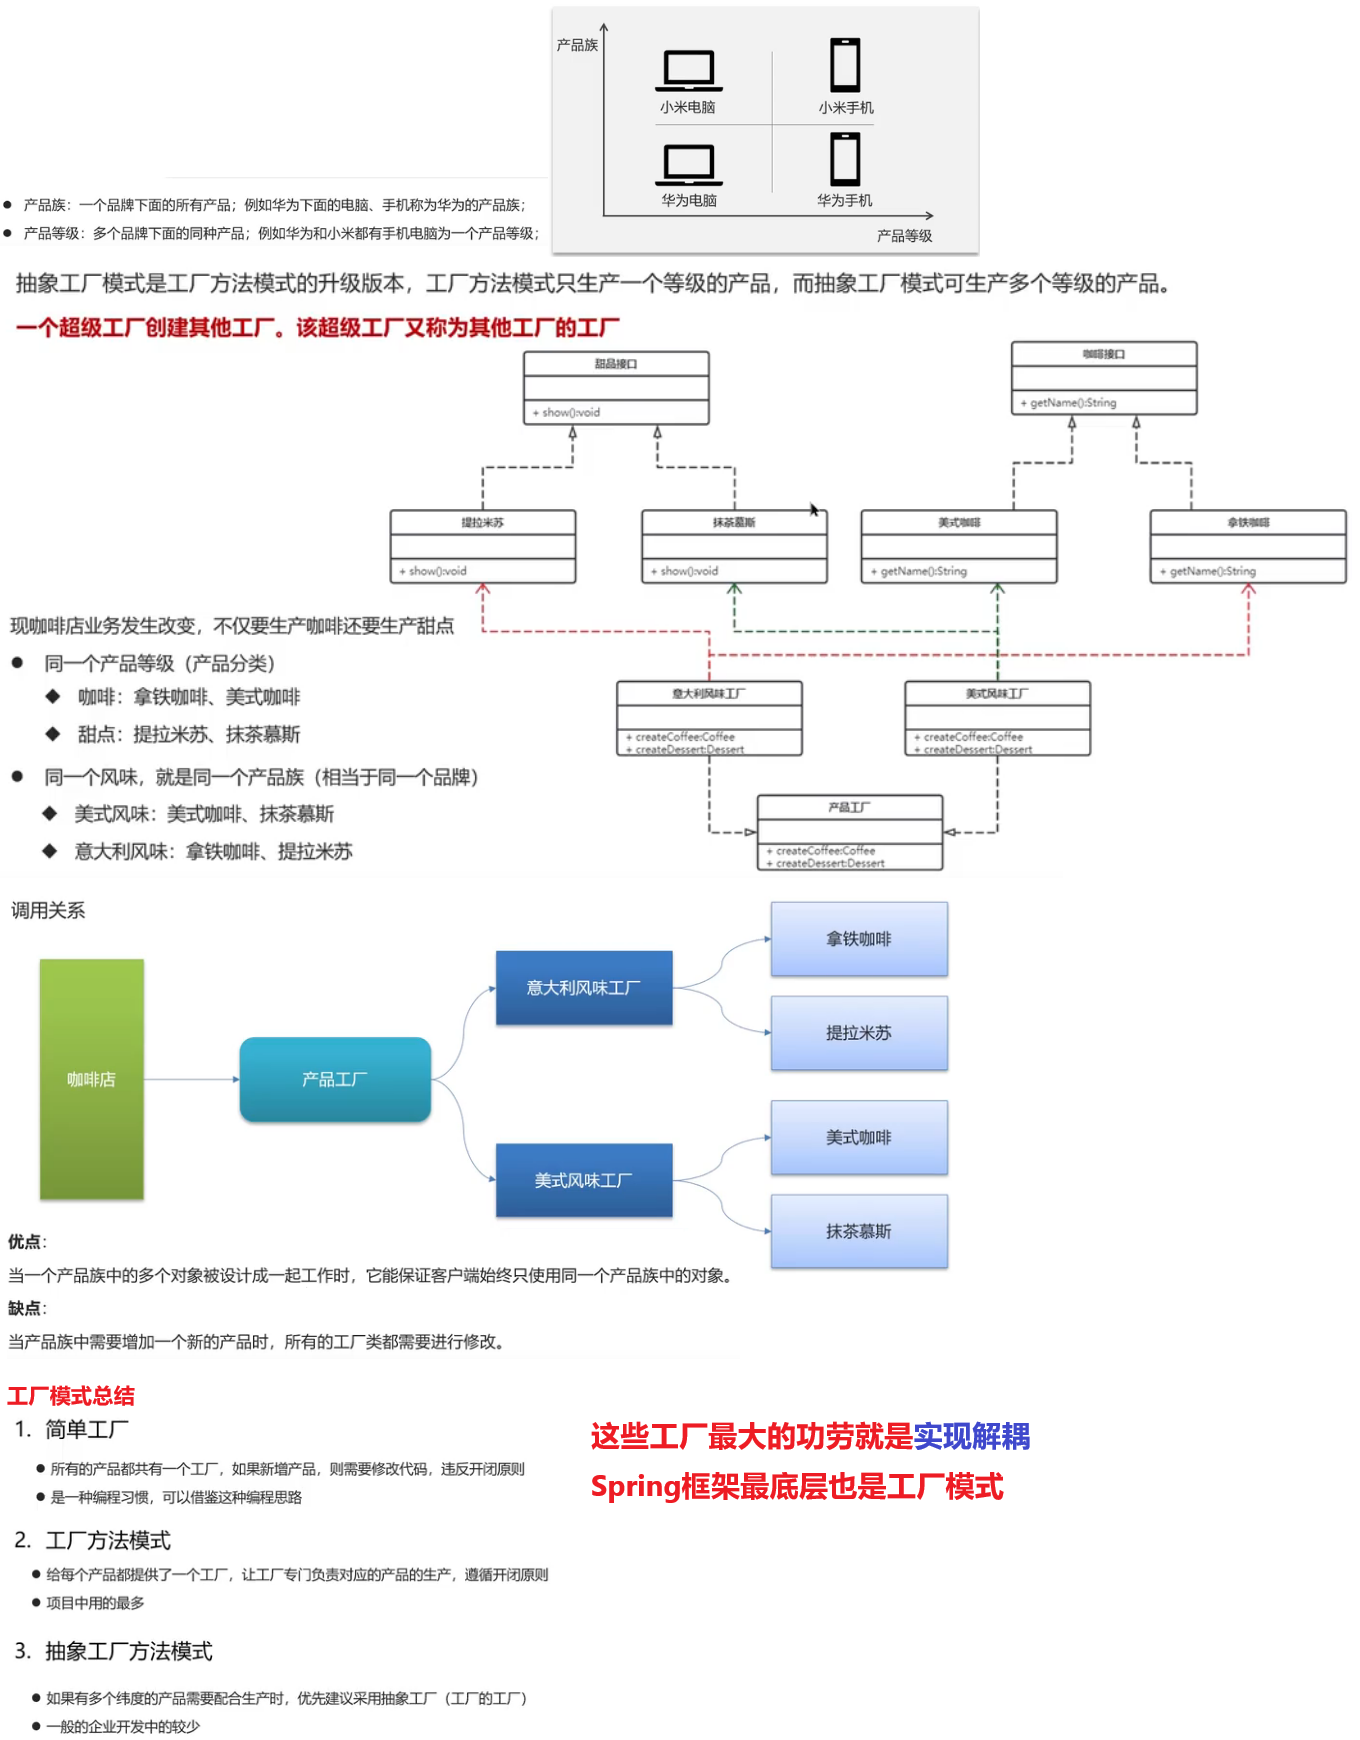 产品族
小米电脑
小米手机
华为电脑
华为手机
产品等级
● 产品族：一个品牌下面的所有产品；例如华为下面的电脑、手机称为华为的产品族；
● 产品等级：多个品牌下面的同种产品；例如华为和小米都有手机电脑为一个产品等级；
抽象工厂模式是工厂方法模式的升级版本，工厂方法模式只生产一个等级的产品，而抽象工厂模式可生产多个等级的产品。
一个超级工厂创建其他工厂。该超级工厂又称为其他工厂的工厂
甜品接口
+ show():void
咖啡接口
+ getName():String
提拉米苏
+ show():void
抹茶慕斯
+ show():void
美式咖啡
+ getName():String
拿铁咖啡
+ getName():String
现咖啡店业务发生改变，不仅要生产咖啡还要生产甜点
● 同一个产品等级（产品分类）
◆ 咖啡：拿铁咖啡、美式咖啡
◆ 甜点：提拉米苏、抹茶慕斯
● 同一个风味，就是同一个产品族（相当于同一个品牌）
◆ 美式风味：美式咖啡、抹茶慕斯
◆ 意大利风味：拿铁咖啡、提拉米苏
意大利风味工厂
+ createCoffee:Coffee
+ createDessert:Dessert
美式风味工厂
+ createCoffee:Coffee
+ createDessert:Dessert
产品工厂
+ createCoffee:Coffee
+ createDessert:Dessert
调用关系
咖啡店
产品工厂
意大利风味工厂
美式风味工厂
拿铁咖啡
提拉米苏
美式咖啡
抹茶慕斯
优点：
当一个产品族中的多个对象被设计成一起工作时，它能保证客户端始终只使用同一个产品族中的对象。
缺点：
当产品族中需要增加一个新的产品时，所有的工厂类都需要进行修改。
工厂模式总结
1. 简单工厂
● 所有的产品都共有一个工厂，如果新增产品，则需要修改代码，违反开闭原则
● 是一种编程习惯，可以借鉴这种编程思路
这些工厂最大的功劳就是实现解耦
Spring框架最底层也是工厂模式
2. 工厂方法模式
● 给每个产品都提供了一个工厂，让工厂专门负责对应的产品的生产，遵循开闭原则
● 项目中用的最多
3. 抽象工厂方法模式
● 如果有多个纬度的产品需要配合生产时，优先建议采用抽象工厂（工厂的工厂）
● 一般的企业开发中的较少